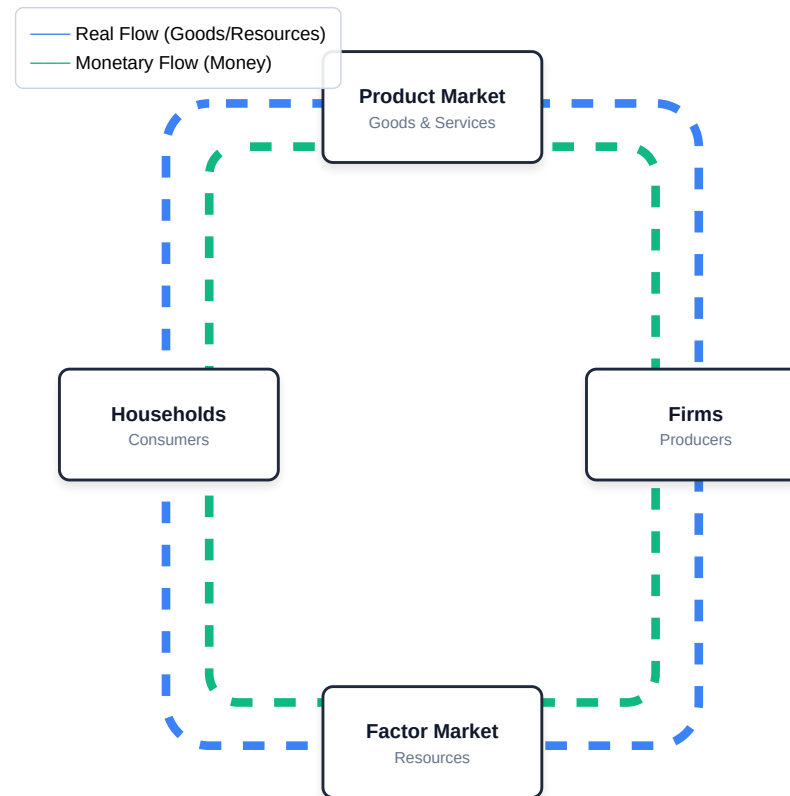 Real Flow (Goods/Resources)
Monetary Flow (Money)
Product Market
Goods & Services
Households
Consumers
Firms
Producers
Factor Market
Resources